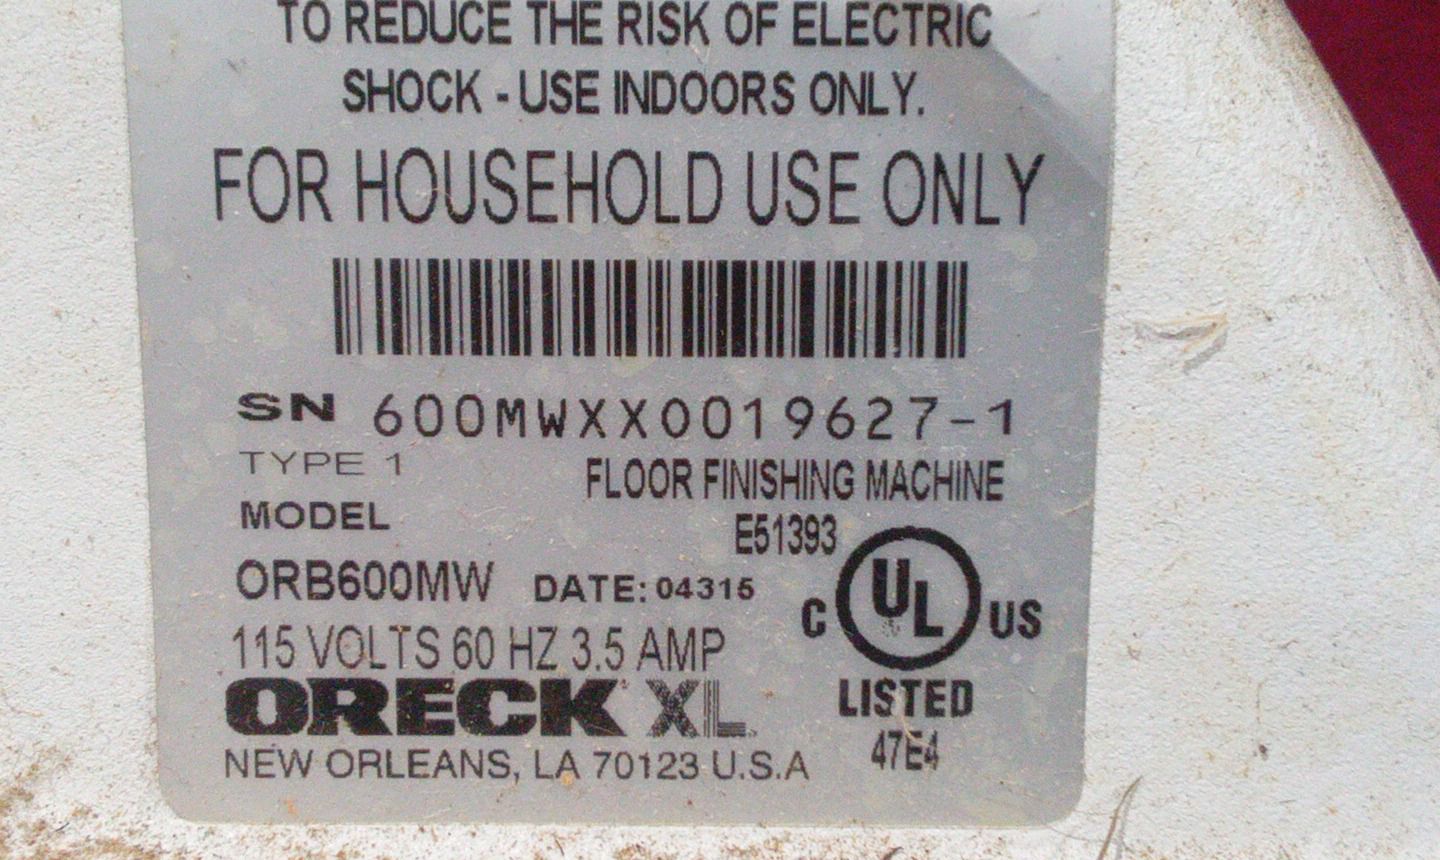 TO REDUCE THE RISK OF ELECTRIC
SHOCK - USE INDOORS ONLY.
FOR HOUSEHOLD USE ONLY
SN 600MWXX0019627-1
TYPE 1 FLOOR FINISHING MACHINE
MODEL E51393
ORB600MW DATE: 04315
C UL US
115 VOLTS 60 HZ 3.5 AMP
ORECK XL LISTED
47E4
NEW ORLEANS, LA 70123 U.S.A